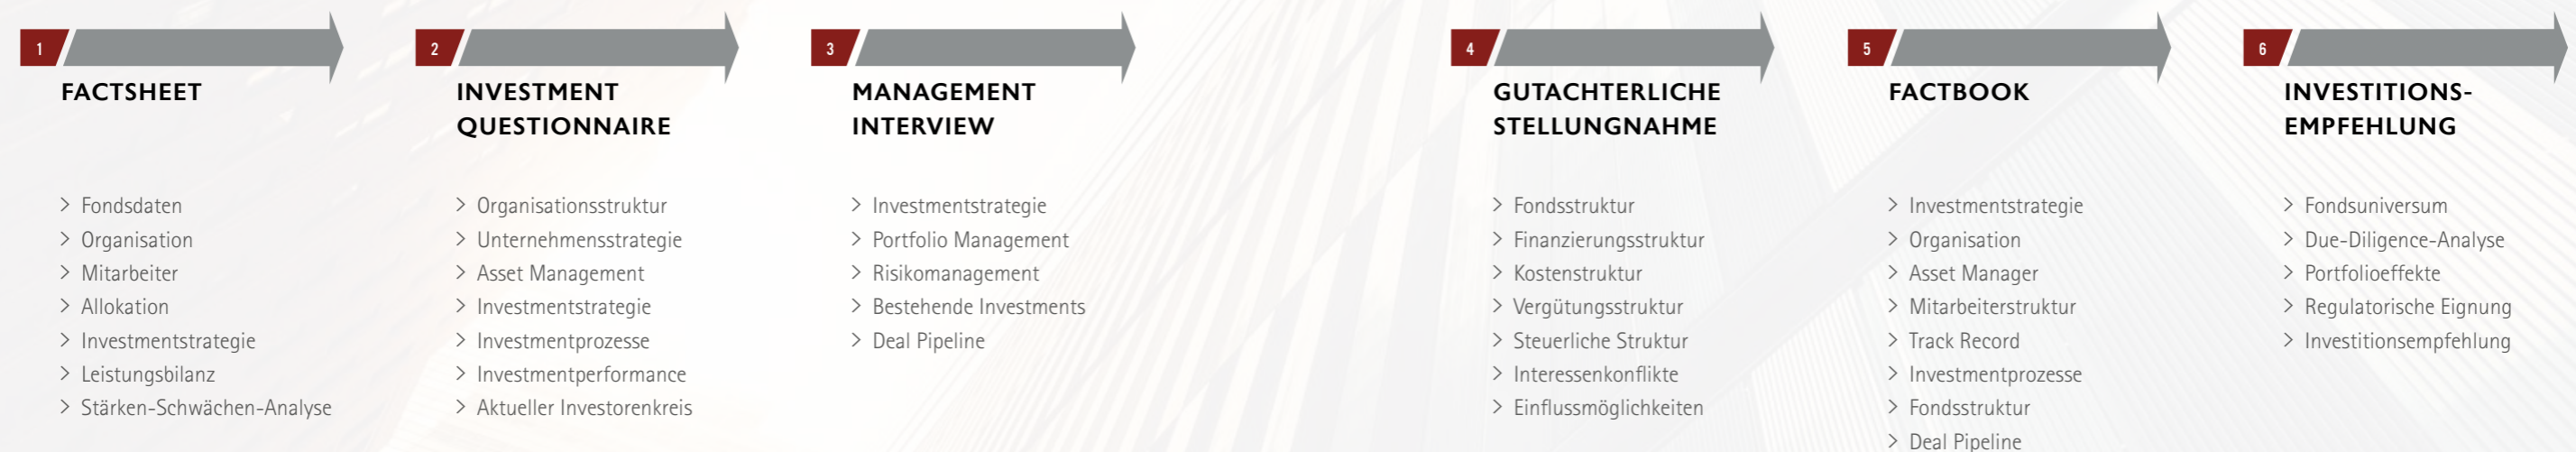 1
FACTSHEET
> Fondsdaten
> Organisation
> Mitarbeiter
> Allokation
> Investmentstrategie
> Leistungsbilanz
> Stärken-Schwächen-Analyse
2
INVESTMENT
QUESTIONNAIRE
> Organisationsstruktur
> Unternehmensstrategie
> Asset Management
> Investmentstrategie
> Investmentprozesse
> Investmentperformance
> Aktueller Investorenkreis
3
MANAGEMENT
INTERVIEW
> Investmentstrategie
> Portfolio Management
> Risikomanagement
> Bestehende Investments
> Deal Pipeline
4
GUTACHTERLICHE
STELLUNGNAHME
> Fondsstruktur
> Finanzierungsstruktur
> Kostenstruktur
> Vergütungsstruktur
> Steuerliche Struktur
> Interessenkonflikte
> Einflussmöglichkeiten
5
FACTBOOK
> Investmentstrategie
> Organisation
> Asset Manager
> Mitarbeiterstruktur
> Track Record
> Investmentprozesse
> Fondsstruktur
> Deal Pipeline
6
INVESTITIONS-
EMPFEHLUNG
> Fondsuniversum
> Due-Diligence-Analyse
> Portfolioeffekte
> Regulatorische Eignung
> Investitionsempfehlung